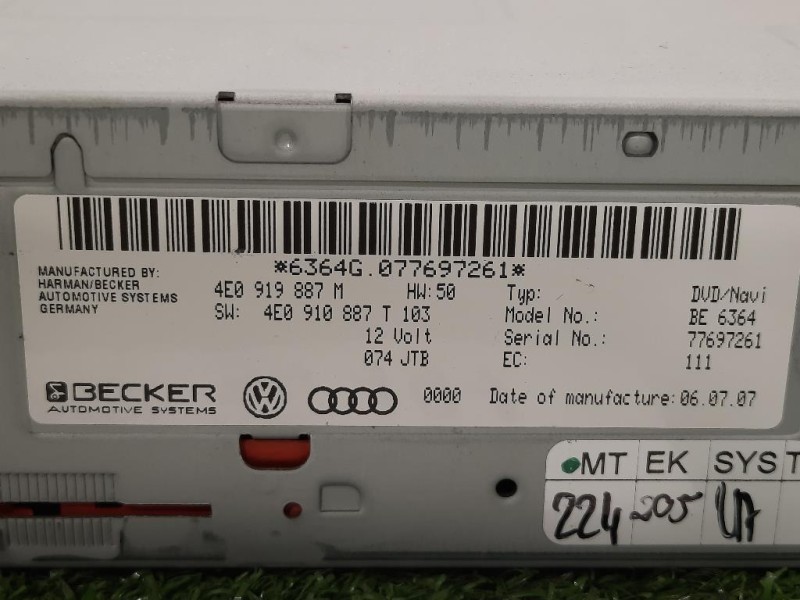 *6364G.077697261*
MANUFACTURED BY:
HARMAN/BECKER
AUTOMOTIVE SYSTEMS
GERMANY
4E0 919 887 M HW:50
SW: 4E0 910 887 T 103
12 Volt
074 JTB
Typ: DVD/Navi
Model No.: BE 6364
Serial No.: 77697261
EC: 111
BECKER
AUTOMOTIVE SYSTEMS
0000 Date of manufacture: 06.07.07
MT EK SYS
224 205